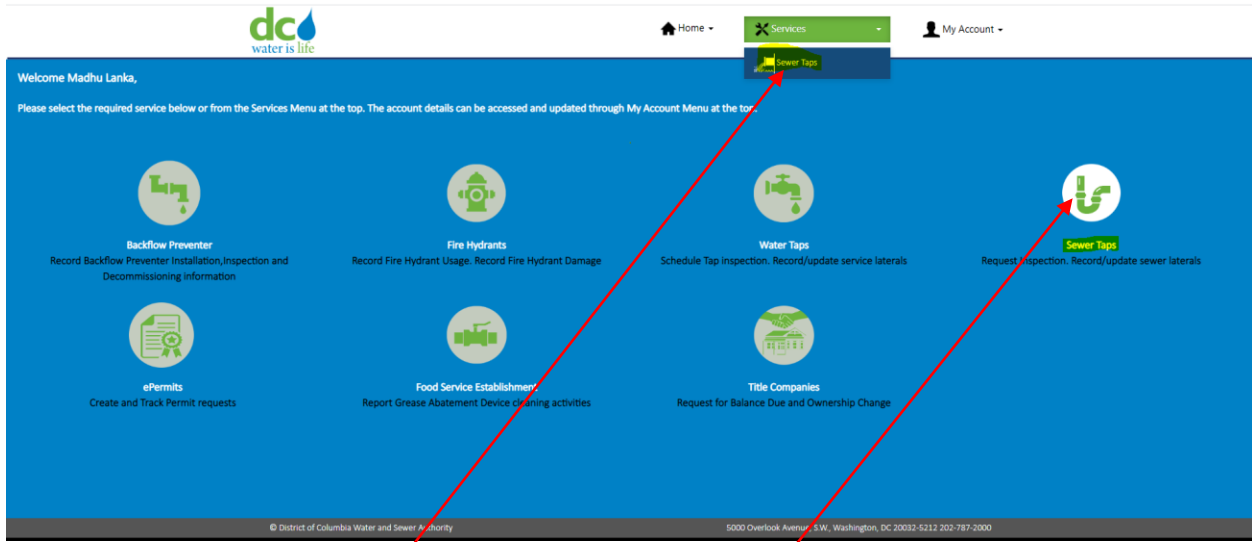 dc
water is life
Home
Services
My Account
Sewer Taps
Welcome Madhu Lanka,
Please select the required service below or from the Services Menu at the top. The account details can be accessed and updated through My Account Menu at the top.
Backflow Preventer
Record Backflow Preventer Installation,Inspection and
Decommissioning information
Fire Hydrants
Record Fire Hydrant Usage. Record Fire Hydrant Damage
Water Taps
Schedule Tap inspection. Record/update service laterals
Sewer Taps
Request Inspection. Record/update sewer laterals
ePermits
Create and Track Permit requests
Food Service Establishment
Report Grease Abatement Device cleaning activities
Title Companies
Request for Balance Due and Ownership Change
© District of Columbia Water and Sewer Authority
5000 Overlook Avenue, S.W., Washington, DC 20032-5212 202-787-2000